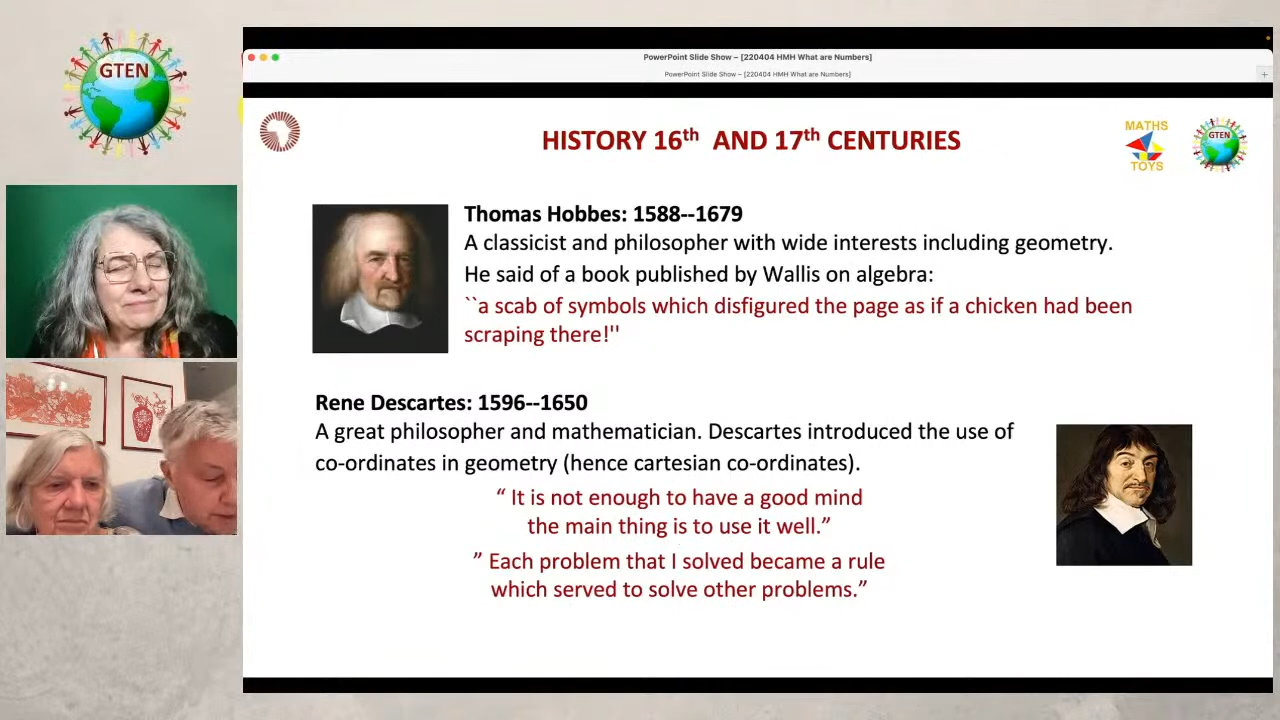 GTEN
PowerPoint Slide Show – [220404 HMH What are Numbers]
PowerPoint Slide Show – [220404 HMH What are Numbers]
HISTORY 16th AND 17th CENTURIES
MATHS
TOYS
GTEN
Thomas Hobbes: 1588--1679
A classicist and philosopher with wide interests including geometry.
He said of a book published by Wallis on algebra:
``a scab of symbols which disfigured the page as if a chicken had been
scraping there!''
Rene Descartes: 1596--1650
A great philosopher and mathematician. Descartes introduced the use of
co-ordinates in geometry (hence cartesian co-ordinates).
“ It is not enough to have a good mind
the main thing is to use it well.”
” Each problem that I solved became a rule
which served to solve other problems.”